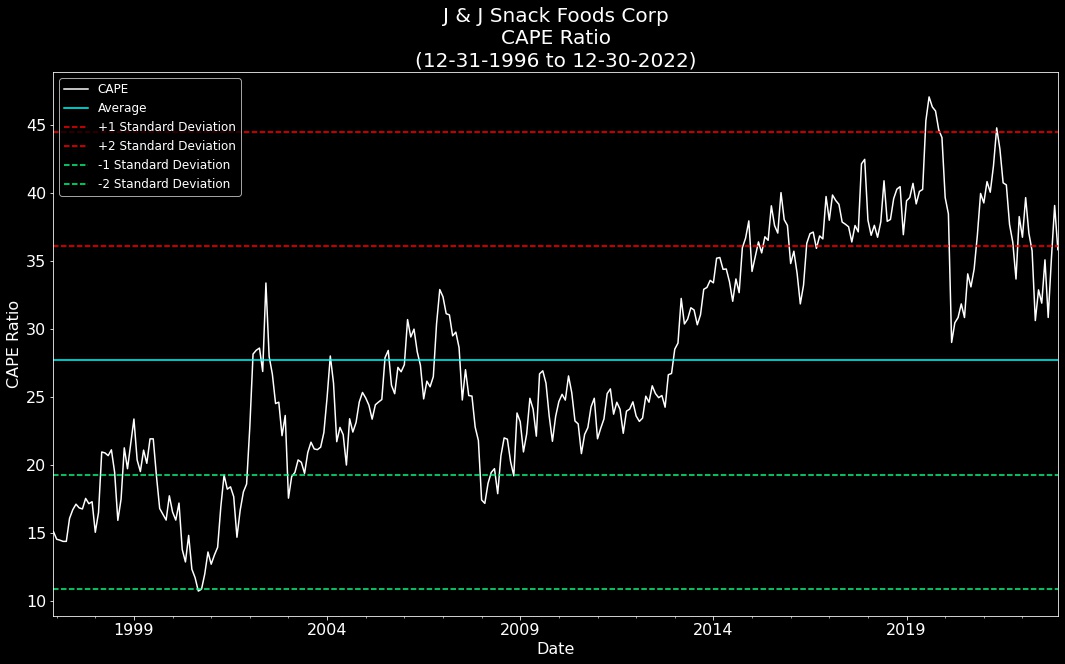 J & J Snack Foods Corp
CAPE Ratio
(12-31-1996 to 12-30-2022)
CAPE
Average
+1 Standard Deviation
+2 Standard Deviation
-1 Standard Deviation
-2 Standard Deviation
CAPE Ratio
45
40
35
30
25
20
15
10
1999 2004 2009 2014 2019
Date